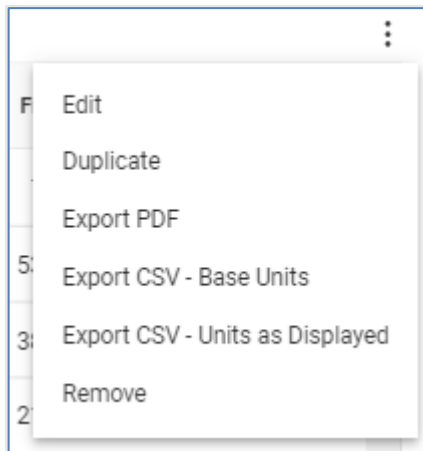 Edit
Duplicate
Export PDF
Export CSV - Base Units
Export CSV - Units as Displayed
Remove